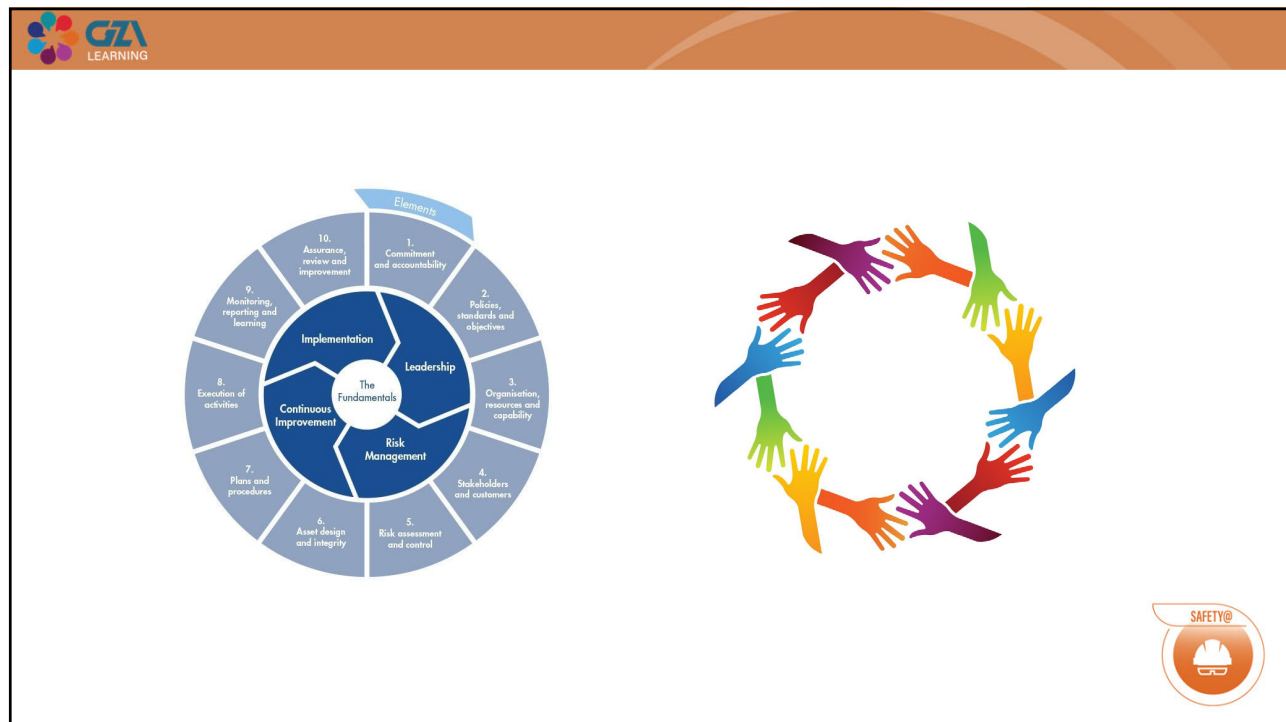 GZA
LEARNING
Elements
1.
Commitment
and accountability
2.
Policies,
standards and
objectives
3.
Organisation,
resources and
capability
4.
Stakeholders
and customers
5.
Risk assessment
and control
6.
Asset design
and integrity
7.
Plans and
procedures
8.
Execution of
activities
9.
Monitoring,
reporting and
learning
10.
Assurance,
review and
improvement
Implementation
Leadership
Risk
Management
Continuous
Improvement
The
Fundamentals
SAFETY@